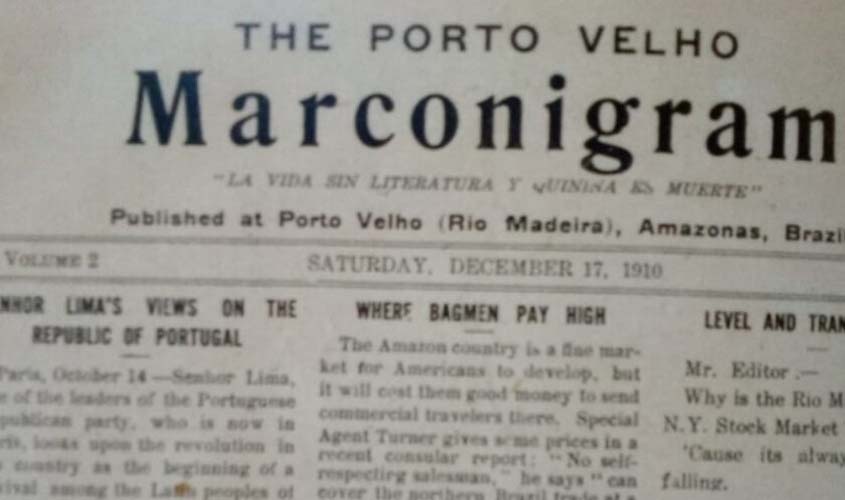 THE PORTO VELHO
Marconigram
"LA VIDA SIN LITERATURA Y QUININA ES MUERTE"
Published at Porto Velho (Rio Madeira), Amazonas, Brazil
VOLUME 2
SATURDAY, DECEMBER 17, 1910
NHOR LIMA'S VIEWS ON THE
REPUBLIC OF PORTUGAL
Paris, October 14—Senhor Lima,
e of the leaders of the Portuguese
publican party, who is now in
ris, looks upon the revolution in
country as the beginning of a
vival among the Latin peoples of
WHERE BAGMEN PAY HIGH
The Amazon country is a fine mar-
ket for Americans to develop, but
it will cost them good money to send
commercial travelers there. Special
Agent Turner gives some prices in a
recent consular report: "No self-
respecting salesman," he says "can
cover the northern Brazil trade at a
LEVEL AND TRAN
Mr. Editor.—
Why is the Rio M
N.Y. Stock Market
'Cause its alway
falling.